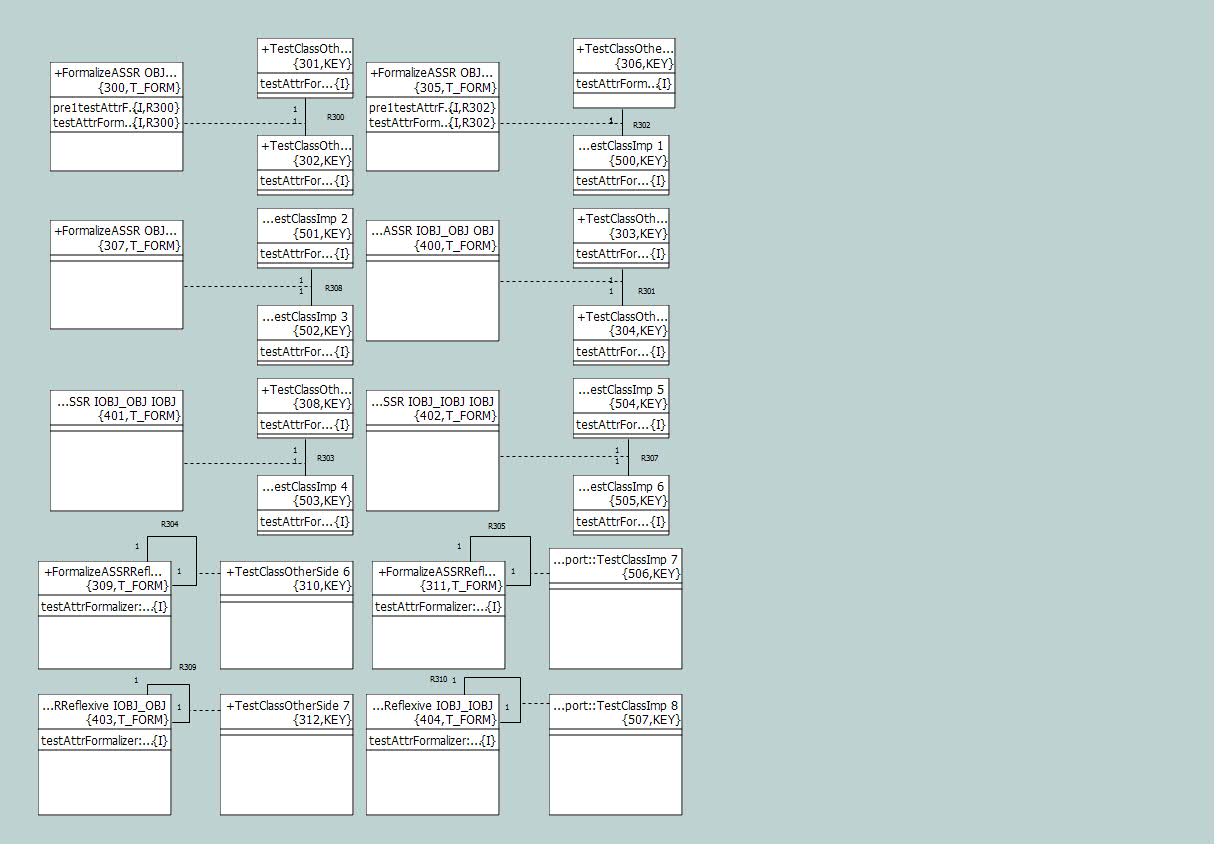 +FormalizeASSR OBJ...
{300,T_FORM}
pre1testAttrF.{I,R300}
testAttrForm..{I,R300}
+TestClassOth...
{301,KEY}
testAttrFor...{I}
1
R300
1
+TestClassOth...
{302,KEY}
testAttrFor...{I}
+FormalizeASSR OBJ...
{305,T_FORM}
pre1testAttrF.{I,R302}
testAttrForm..{I,R302}
+TestClassOthe...
{306,KEY}
testAttrForm...{I}
1
R302
...estClassImp 1
{500,KEY}
testAttrFor...{I}
+FormalizeASSR OBJ...
{307,T_FORM}
...estClassImp 2
{501,KEY}
testAttrFor...{I}
1
1
R308
...estClassImp 3
{502,KEY}
testAttrFor...{I}
...ASSR IOBJ_OBJ OBJ
{400,T_FORM}
+TestClassOth...
{303,KEY}
testAttrFor...{I}
1
1
R301
+TestClassOth...
{304,KEY}
testAttrFor...{I}
...SSR IOBJ_OBJ IOBJ
{401,T_FORM}
+TestClassOth...
{308,KEY}
testAttrFor...{I}
1
1
R303
...estClassImp 4
{503,KEY}
testAttrFor...{I}
...SSR IOBJ_IOBJ IOBJ
{402,T_FORM}
...estClassImp 5
{504,KEY}
testAttrFor...{I}
1
1
R307
...estClassImp 6
{505,KEY}
testAttrFor...{I}
R304
1
1
+FormalizeASSRRefl...
{309,T_FORM}
testAttrFormalizer:...{I}
+TestClassOtherSide 6
{310,KEY}
R305
1
1
+FormalizeASSRRefl...
{311,T_FORM}
testAttrFormalizer:...{I}
...port::TestClassImp 7
{506,KEY}
R309
1
1
...RReflexive IOBJ_OBJ
{403,T_FORM}
testAttrFormalizer:...{I}
+TestClassOtherSide 7
{312,KEY}
R310
1
1
...Reflexive IOBJ_IOBJ
{404,T_FORM}
testAttrFormalizer:...{I}
...port::TestClassImp 8
{507,KEY}